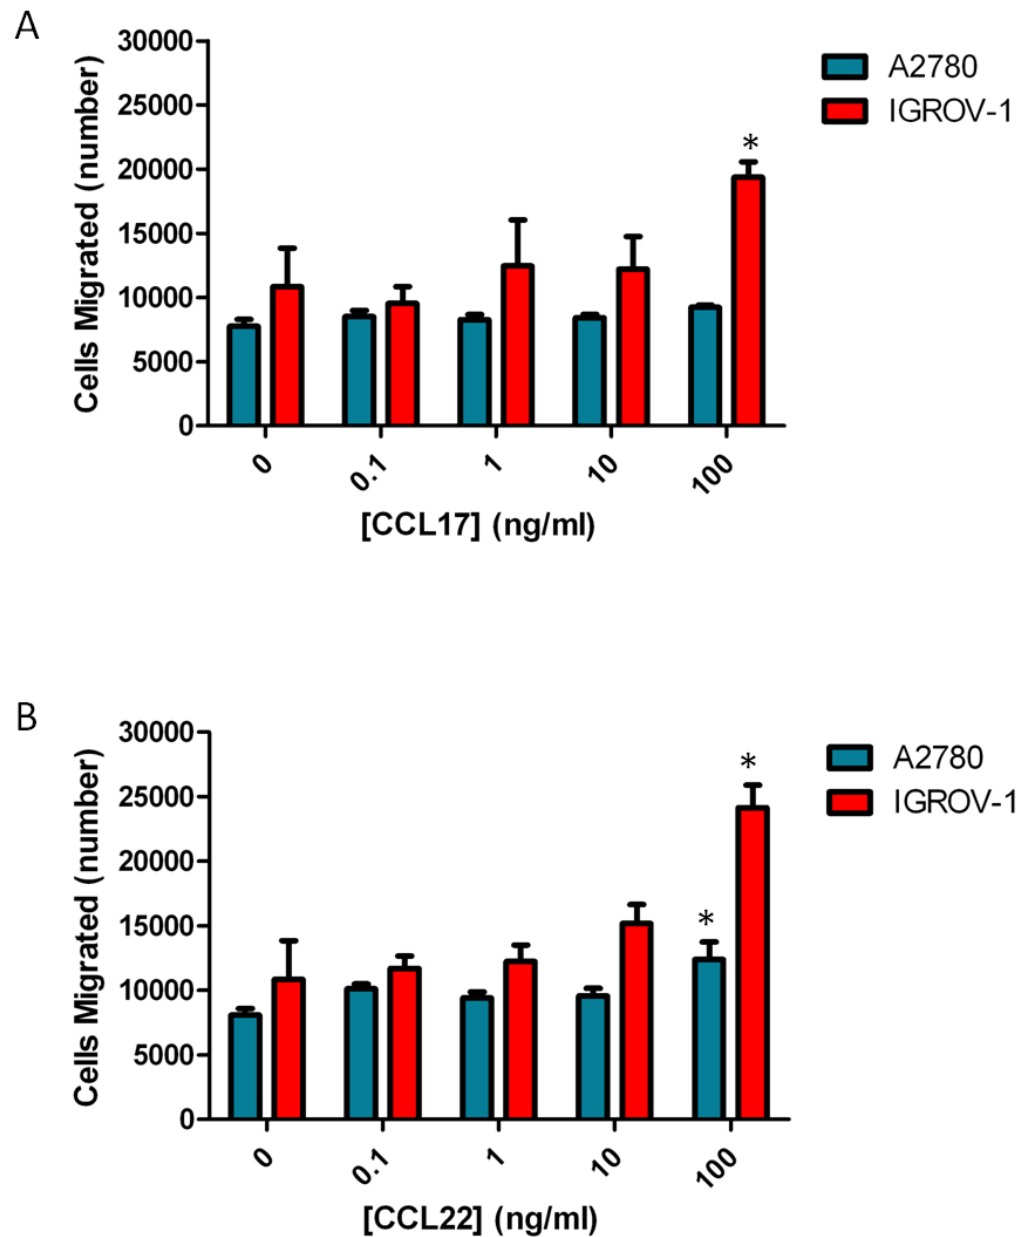 A
Cells Migrated (number)
30000
25000
20000
15000
10000
5000
0
*
A2780
IGROV-1
0
0.1
1
10
100
[CCL17] (ng/ml)
B
Cells Migrated (number)
30000
25000
20000
15000
10000
5000
0
*
*
A2780
IGROV-1
0
0.1
1
10
100
[CCL22] (ng/ml)